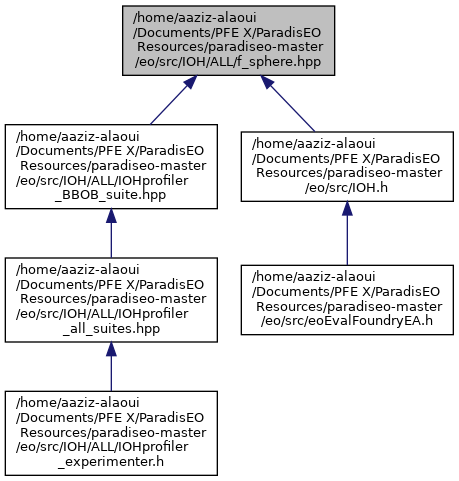 /home/aaziz-alaoui
/Documents/PFE X/ParadisEO
Resources/paradiseo-master
/eo/src/IOH/ALL/f_sphere.hpp
/home/aaziz-alaoui
/Documents/PFE X/ParadisEO
Resources/paradiseo-master
/eo/src/IOH/ALL/IOHprofiler
_BBOB_suite.hpp
/home/aaziz-alaoui
/Documents/PFE X/ParadisEO
Resources/paradiseo-master
/eo/src/IOH.h
/home/aaziz-alaoui
/Documents/PFE X/ParadisEO
Resources/paradiseo-master
/eo/src/IOH/ALL/IOHprofiler
_all_suites.hpp
/home/aaziz-alaoui
/Documents/PFE X/ParadisEO
Resources/paradiseo-master
/eo/src/eoEvalFoundryEA.h
/home/aaziz-alaoui
/Documents/PFE X/ParadisEO
Resources/paradiseo-master
/eo/src/IOH/ALL/IOHprofiler
_experimenter.h